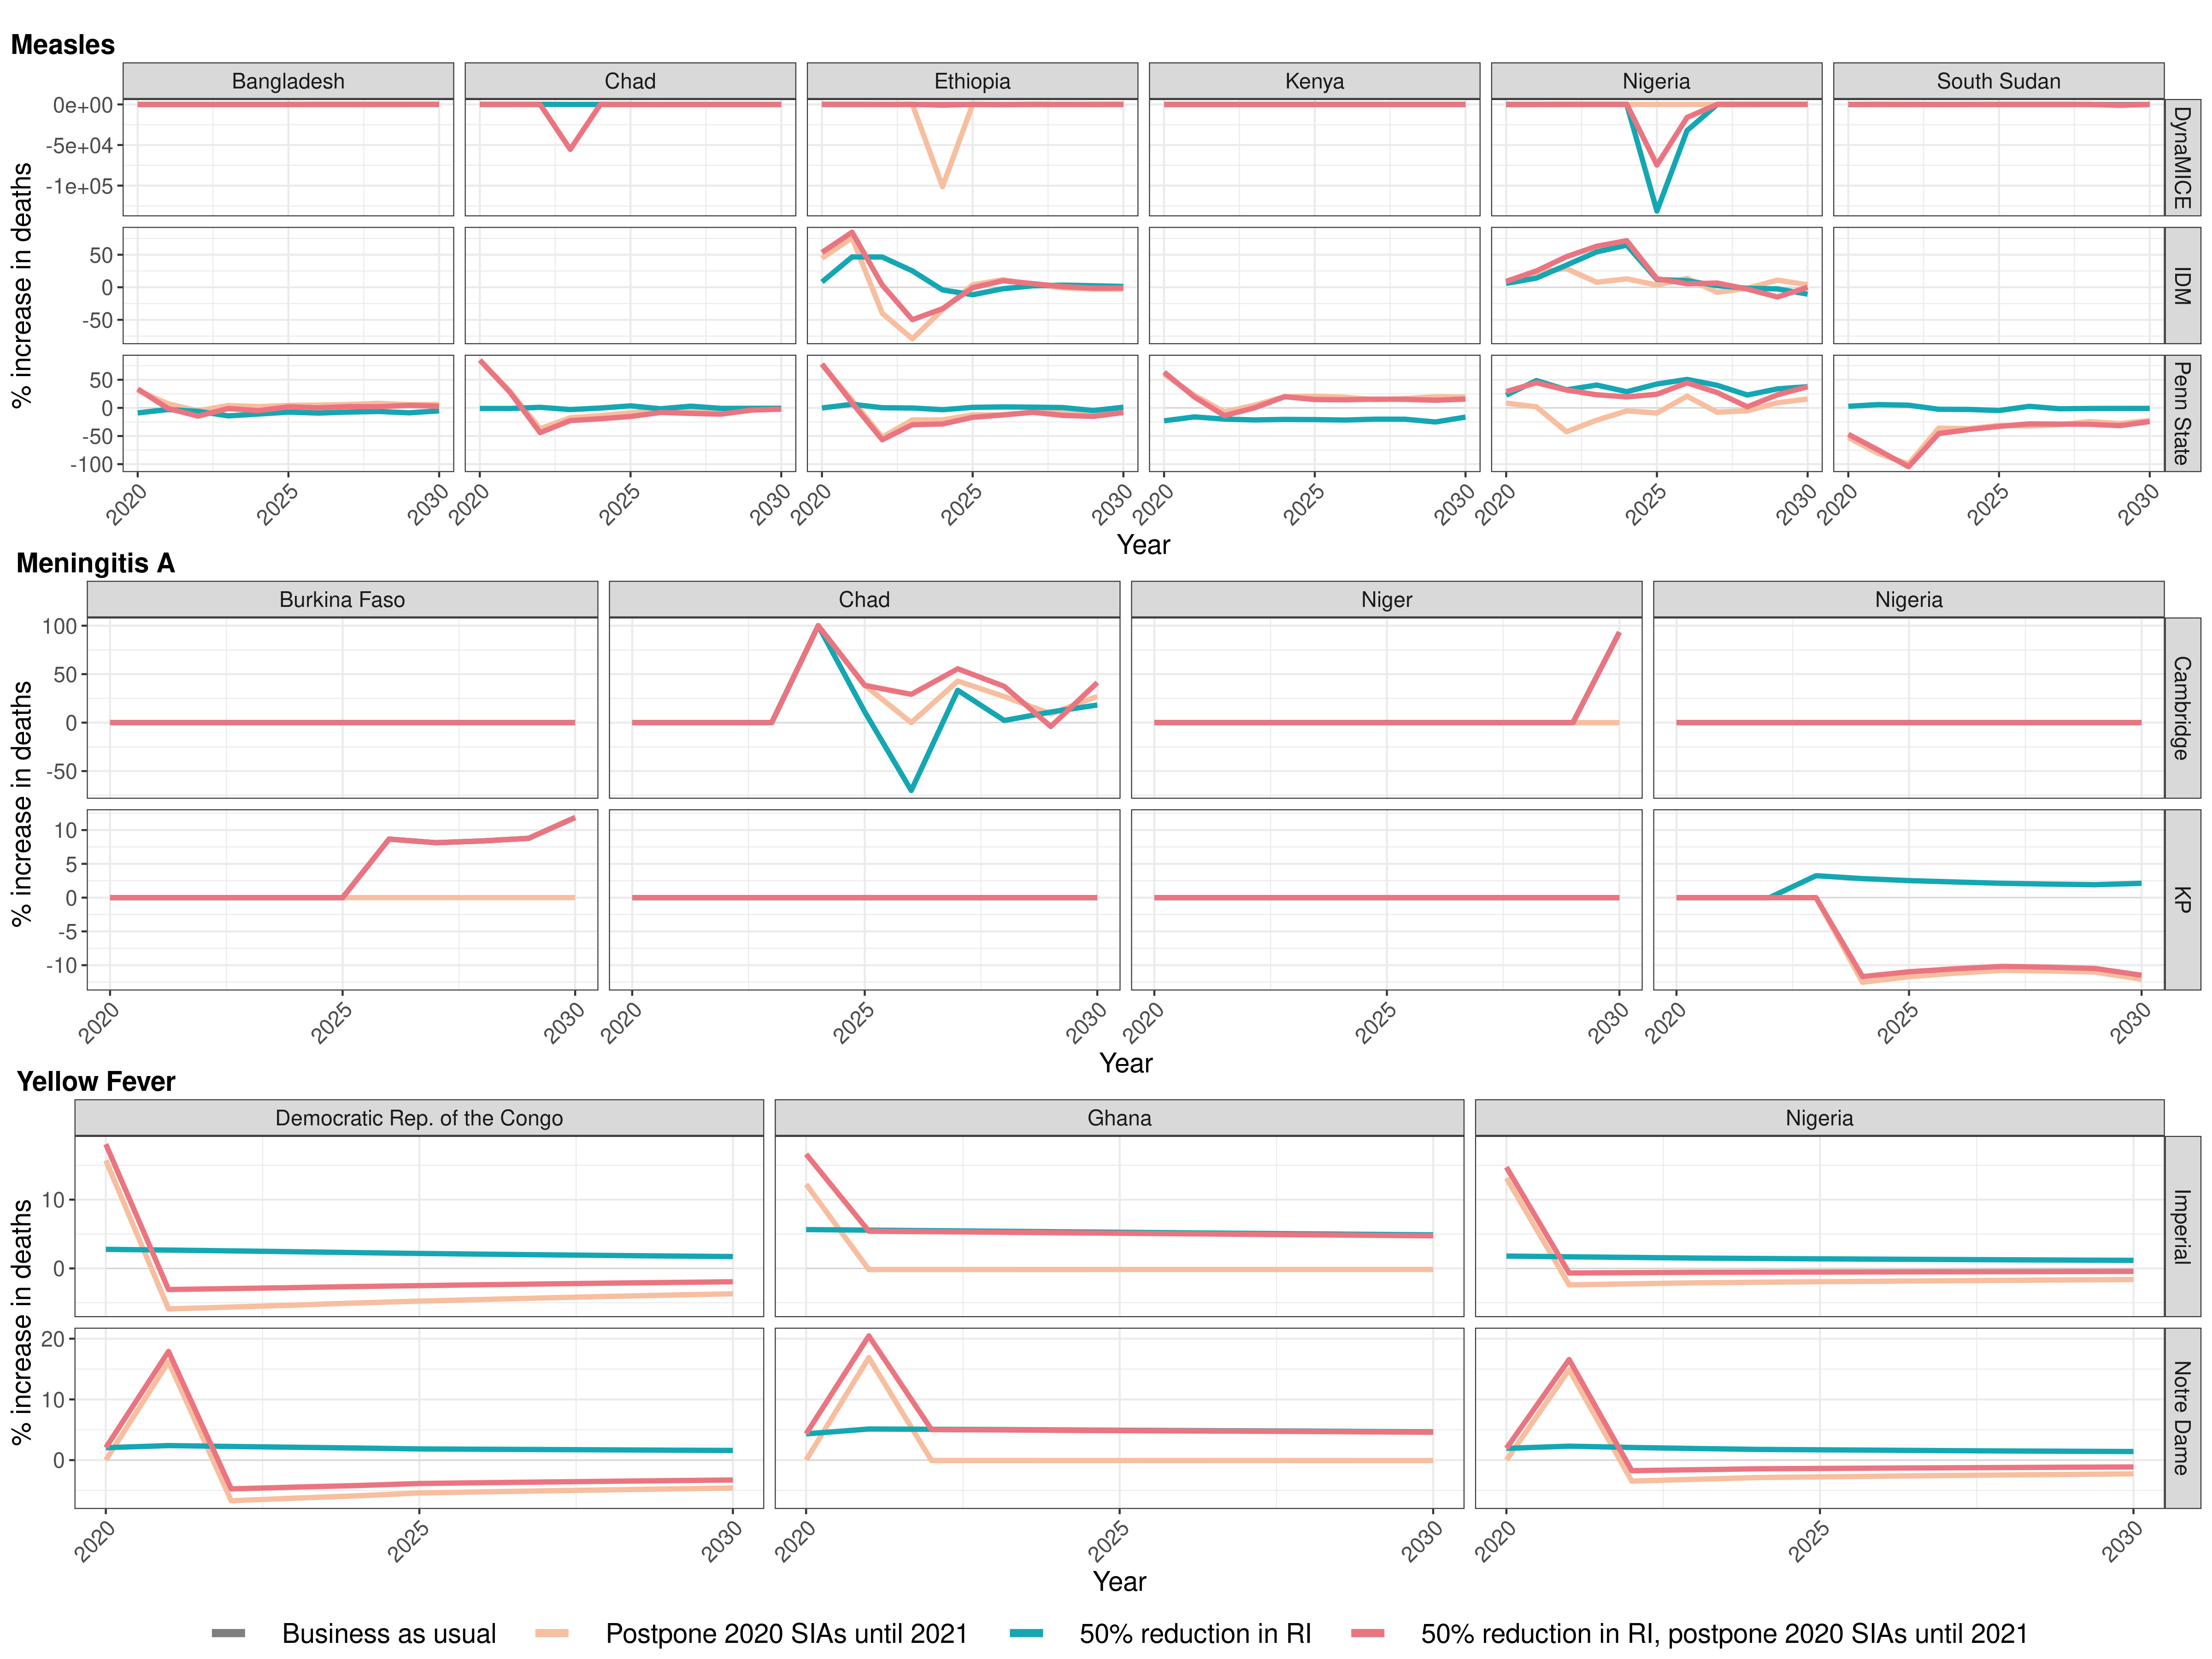 Measles
Bangladesh Chad Ethiopia Kenya Nigeria South Sudan
% increase in deaths
0e+00
-5e+04
-1e+05
DynaMICE
50
0
-50
IDM
50
0
-50
-100
Penn State
2020 2025 2030 2020 2025 2030 2020 2025 2030 2020 2025 2030 2020 2025 2030 2020 2025 2030
Year
Meningitis A
Burkina Faso Chad Niger Nigeria
% increase in deaths
100
50
0
-50
Cambridge
10
5
0
-5
-10
KP
2020 2025 2030 2020 2025 2030 2020 2025 2030 2020 2025 2030
Year
Yellow Fever
Democratic Rep. of the Congo Ghana Nigeria
% increase in deaths
10
0
Imperial
20
10
0
Notre Dame
2020 2025 2030 2020 2025 2030 2020 2025 2030
Year
Business as usual Postpone 2020 SIAs until 2021 50% reduction in RI 50% reduction in RI, postpone 2020 SIAs until 2021